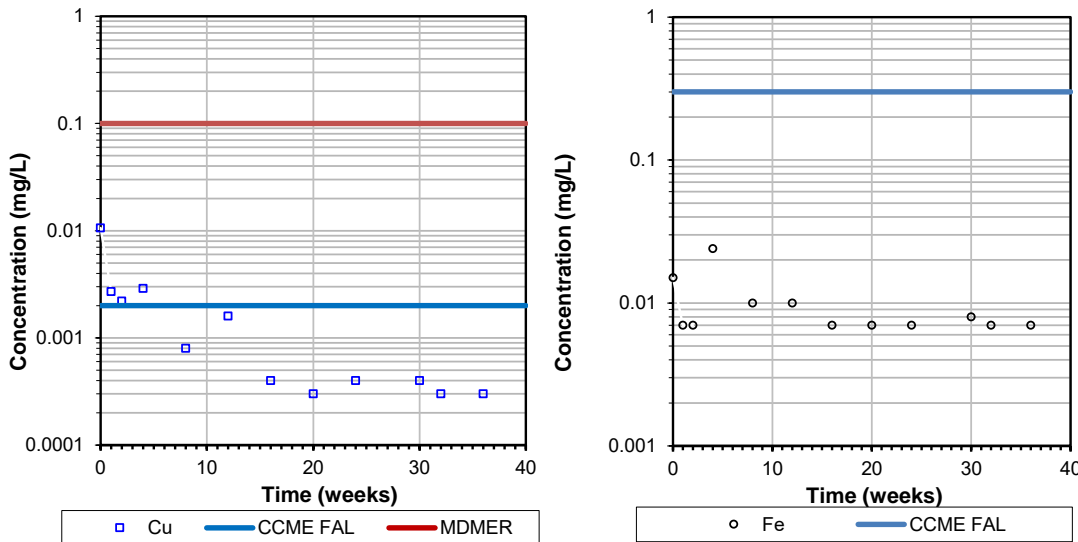 Concentration (mg/L)
1
0.1
0.01
0.001
0.0001
0 10 20 30 40
Time (weeks)
Cu CCME FAL MDMER
Concentration (mg/L)
1
0.1
0.01
0.001
0 10 20 30 40
Time (weeks)
Fe CCME FAL